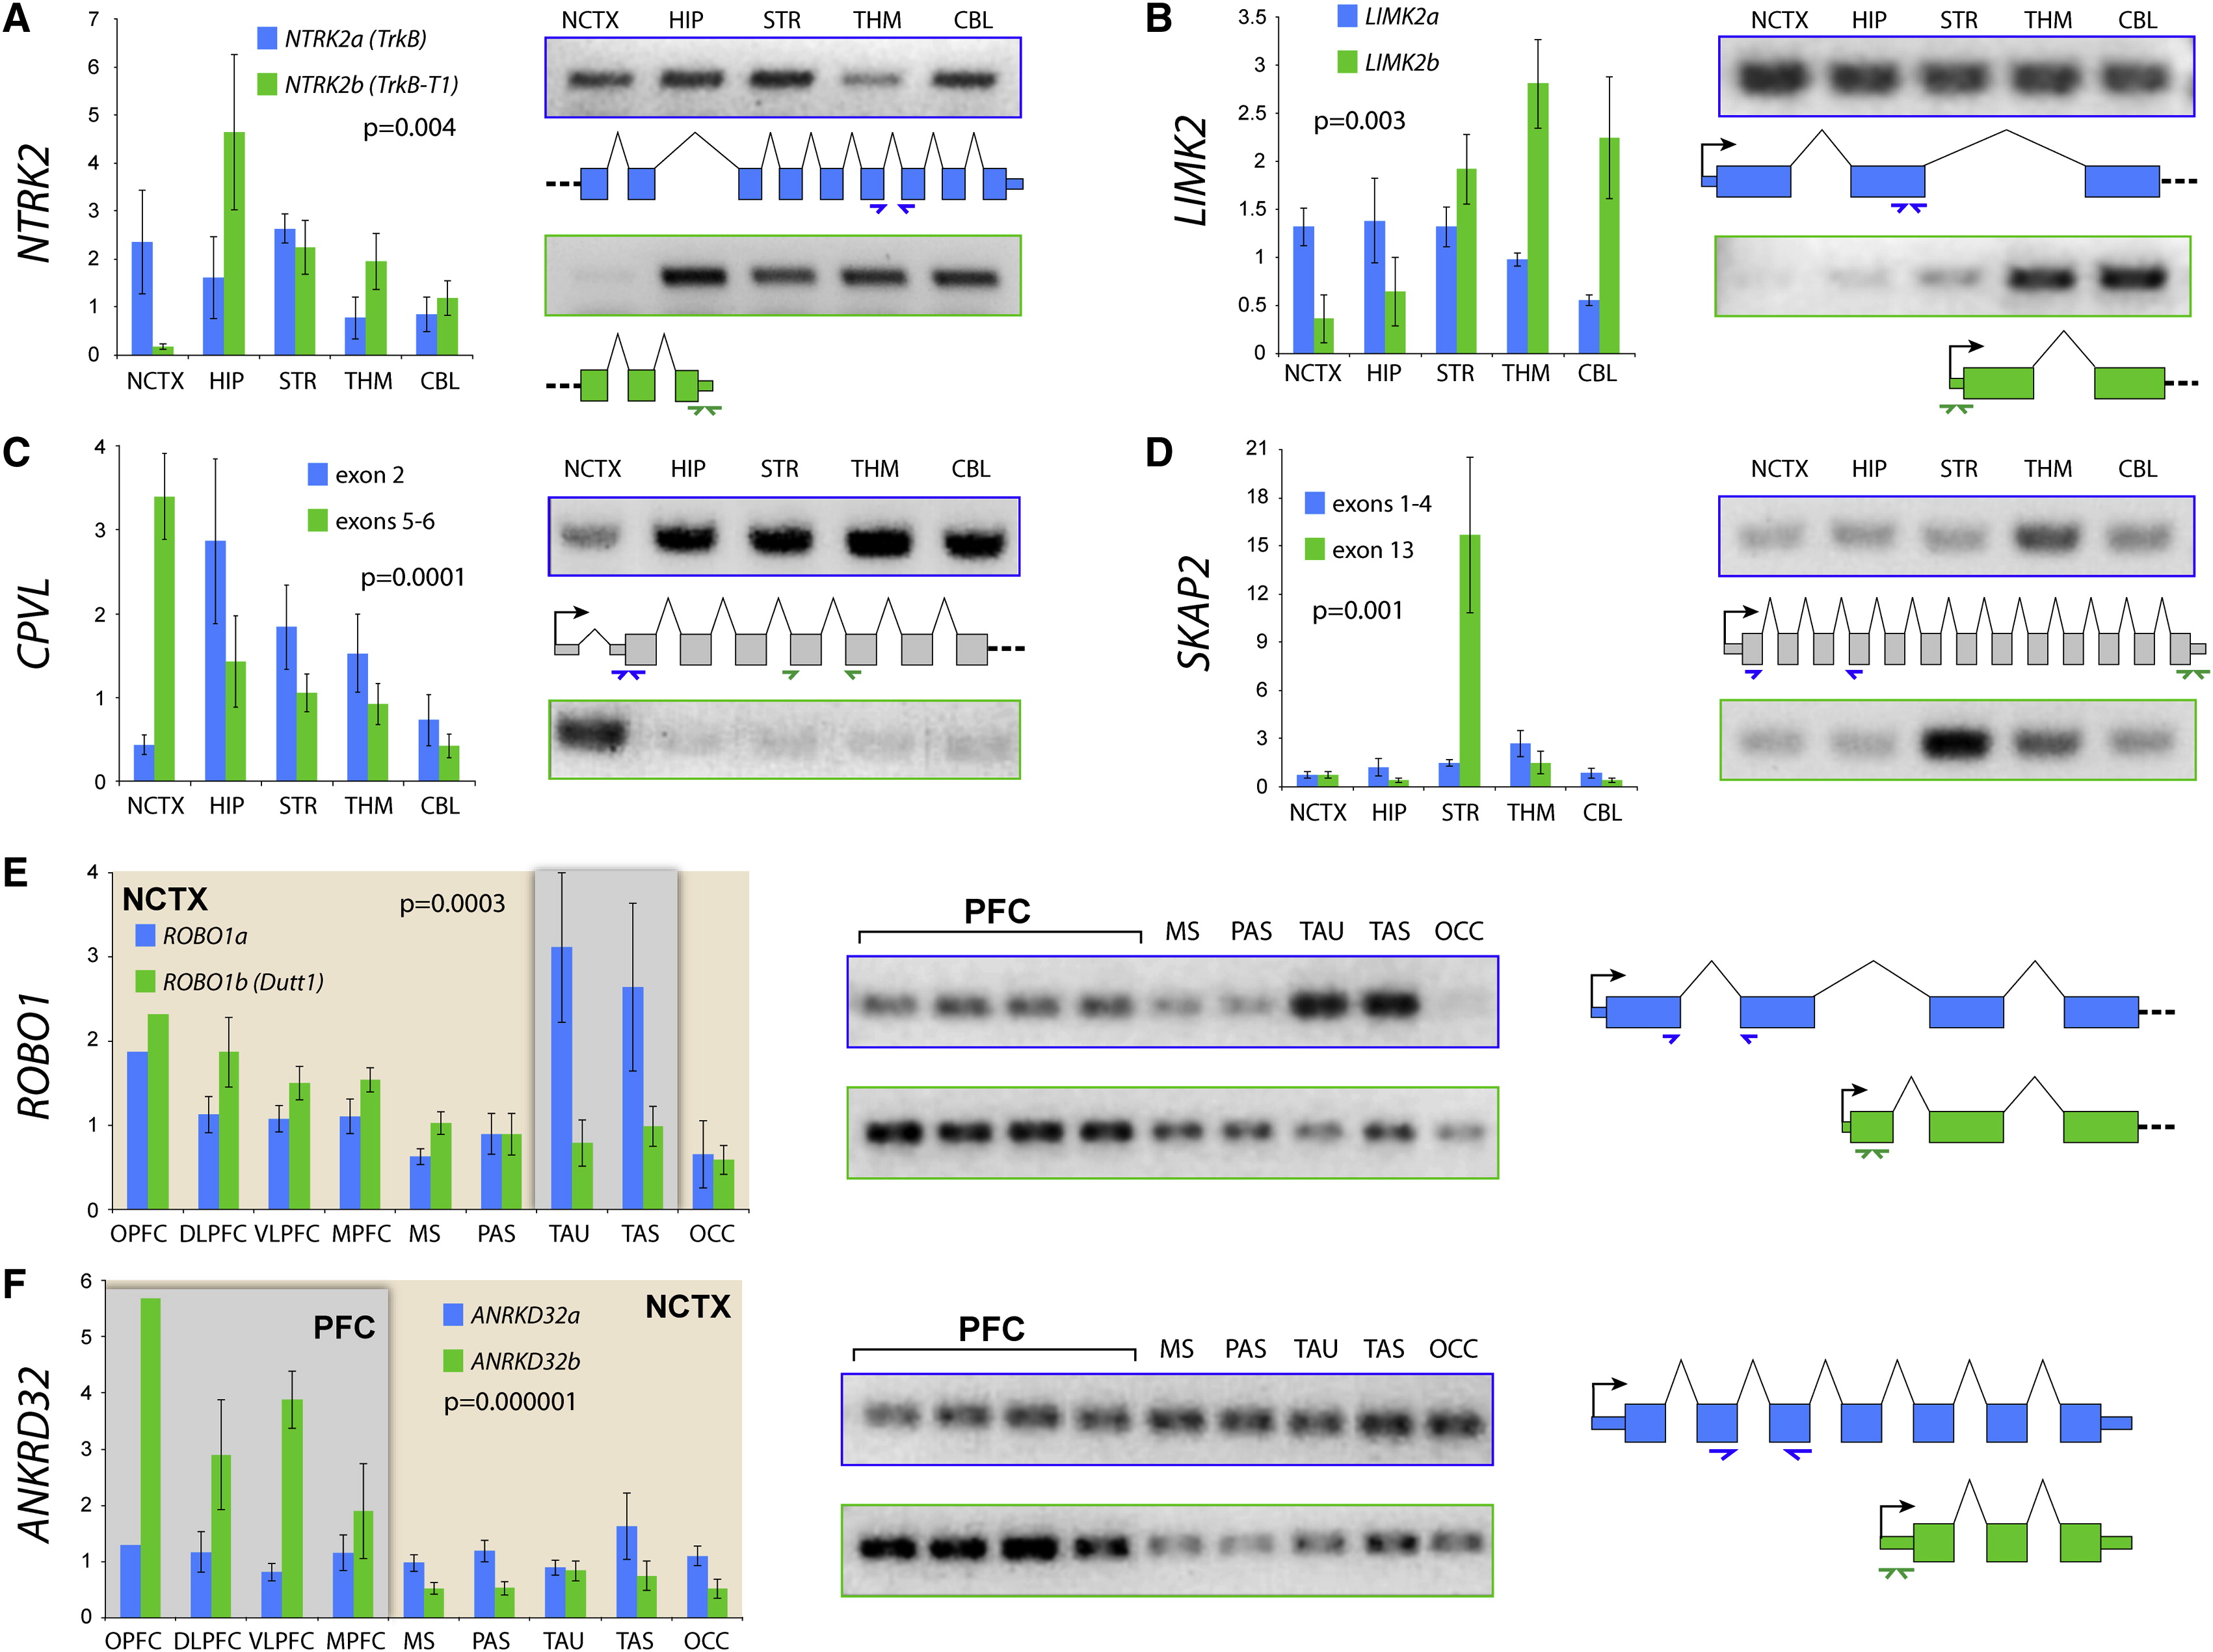 A
NTRK2
7
6
5
4
3
2
1
0
NTRK2a (TrkB)
NTRK2b (TrkB-T1)
p=0.004
NCTX HIP STR THM CBL
NCTX HIP STR THM CBL
B
LIMK2
3.5
3
2.5
2
1.5
1
0.5
0
LIMK2a
LIMK2b
p=0.003
NCTX HIP STR THM CBL
NCTX HIP STR THM CBL
C
CPVL
4
3
2
1
0
exon 2
exons 5-6
p=0.0001
NCTX HIP STR THM CBL
NCTX HIP STR THM CBL
D
SKAP2
21
18
15
12
9
6
3
0
exons 1-4
exon 13
p=0.001
NCTX HIP STR THM CBL
NCTX HIP STR THM CBL
E
ROBO1
4
3
2
1
0
NCTX
p=0.0003
ROBO1a
ROBO1b (Dutt1)
OPFC DLPFC VLPFC MPFC MS PAS TAU TAS OCC
PFC
MS PAS TAU TAS OCC
F
ANKRD32
6
5
4
3
2
1
0
PFC
NCTX
ANRKD32a
ANRKD32b
p=0.000001
OPFC DLPFC VLPFC MPFC MS PAS TAU TAS OCC
PFC
MS PAS TAU TAS OCC